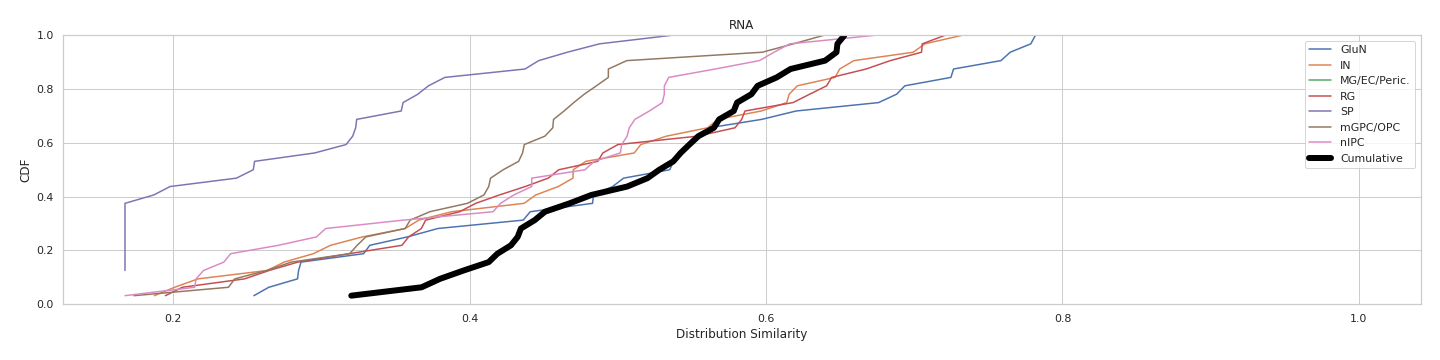 RNA
1.0
0.8
0.6
0.4
0.2
0.0
CDF
GluN
IN
MG/EC/Peric.
RG
SP
mGPC/OPC
nIPC
Cumulative
0.2 0.4 0.6 0.8 1.0
Distribution Similarity